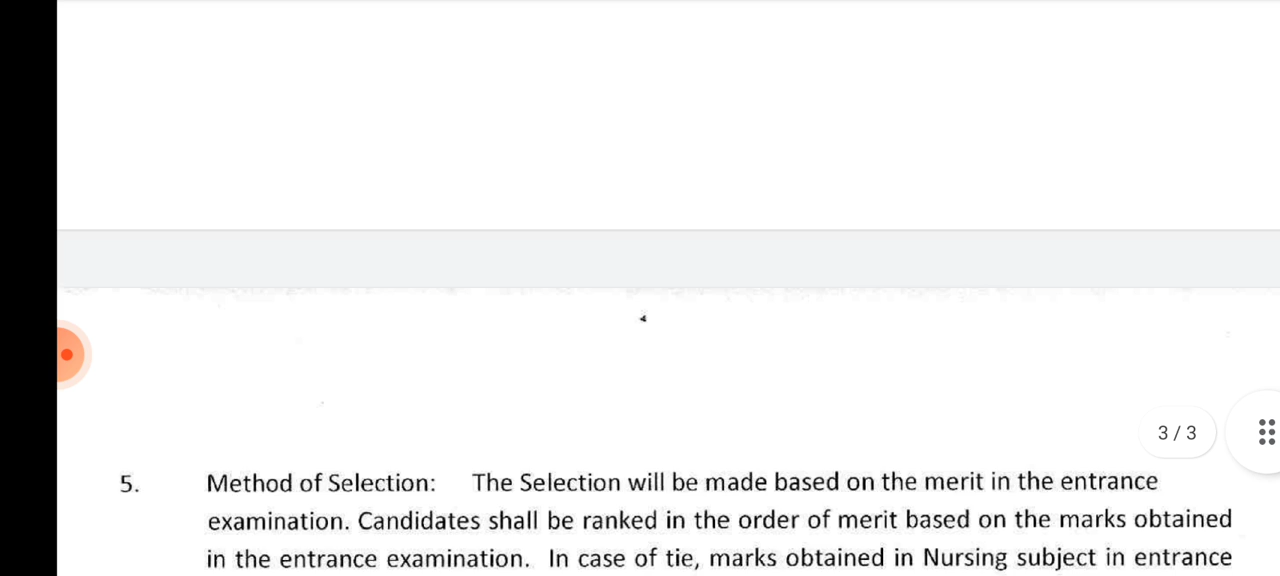 3 / 3
5. Method of Selection: The Selection will be made based on the merit in the entrance
examination. Candidates shall be ranked in the order of merit based on the marks obtained
in the entrance examination. In case of tie, marks obtained in Nursing subject in entrance